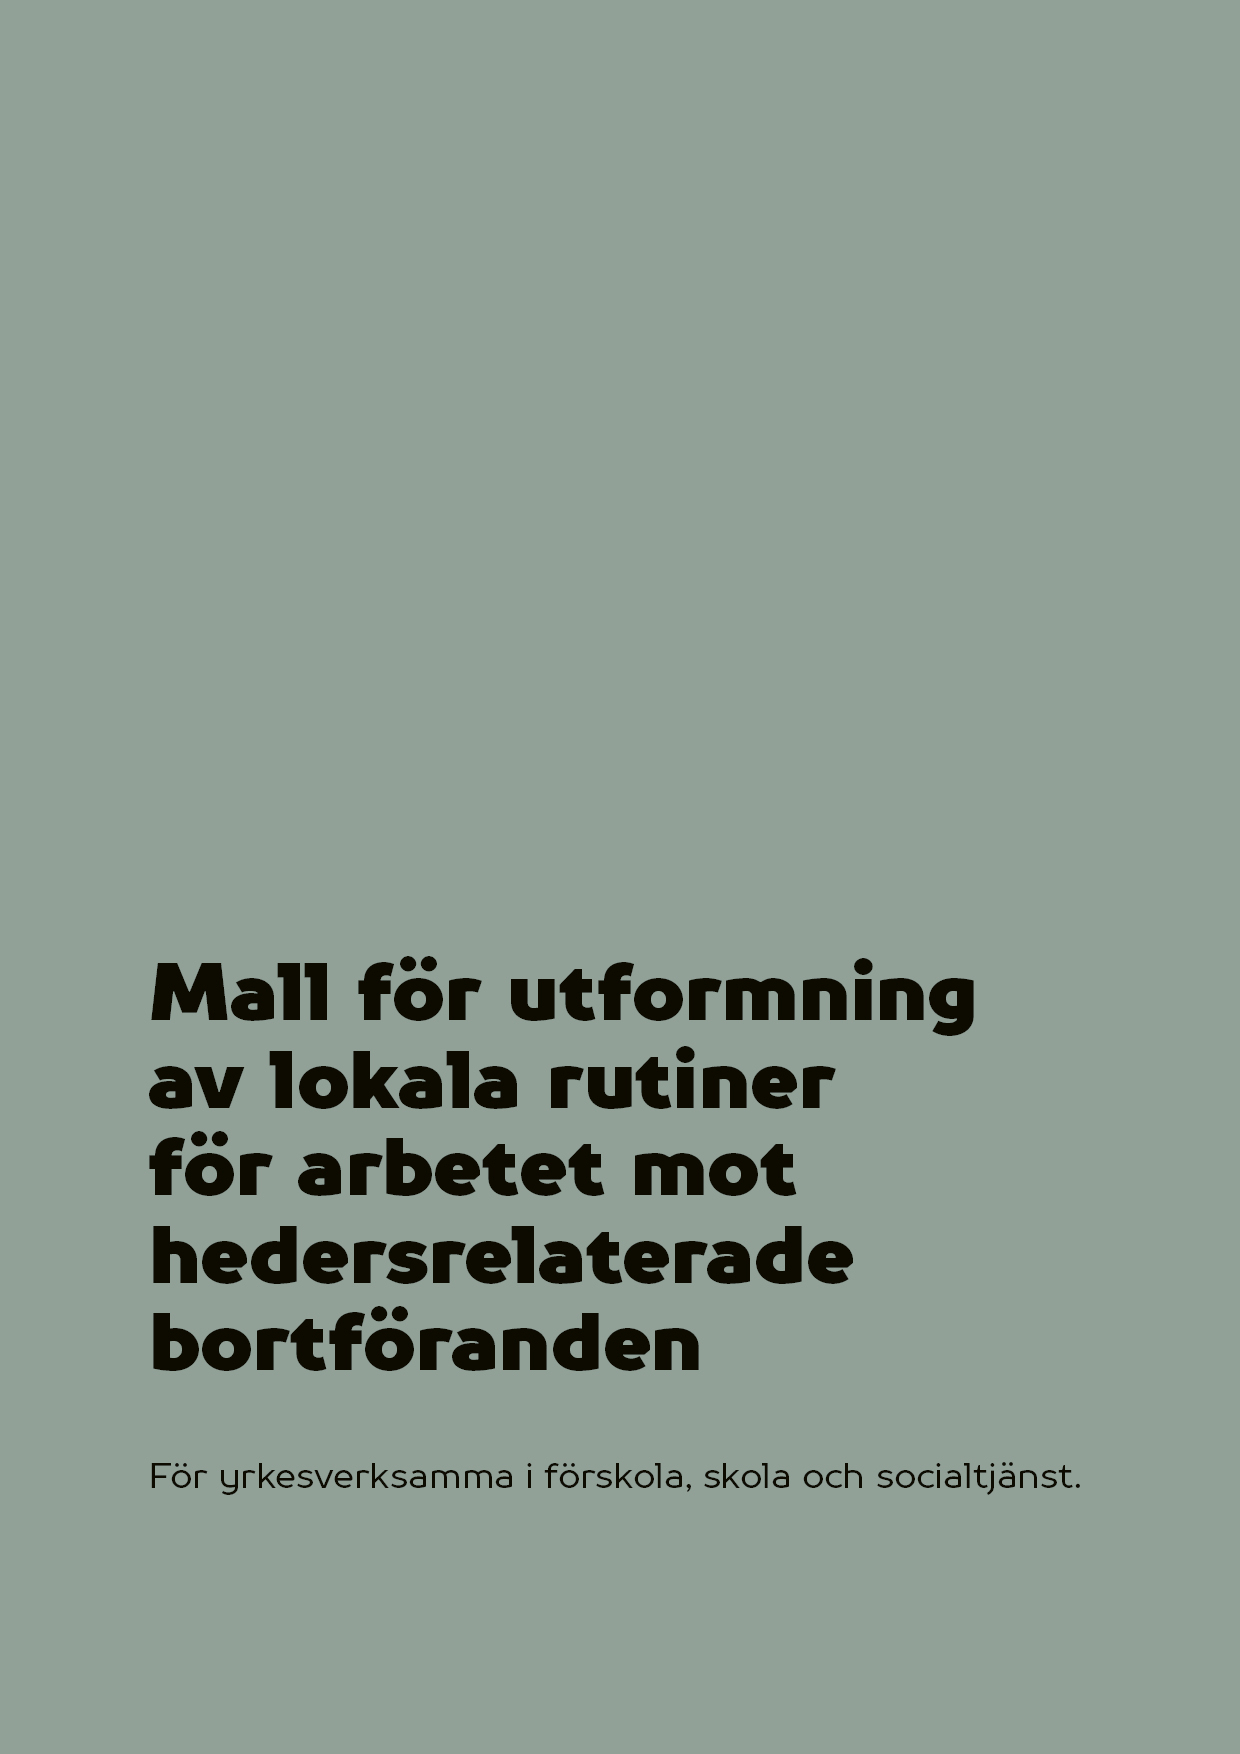 Mall för utformning
av lokala rutiner
för arbetet mot
hedersrelaterade
bortföranden
För yrkesverksamma i förskola, skola och socialtjänst.